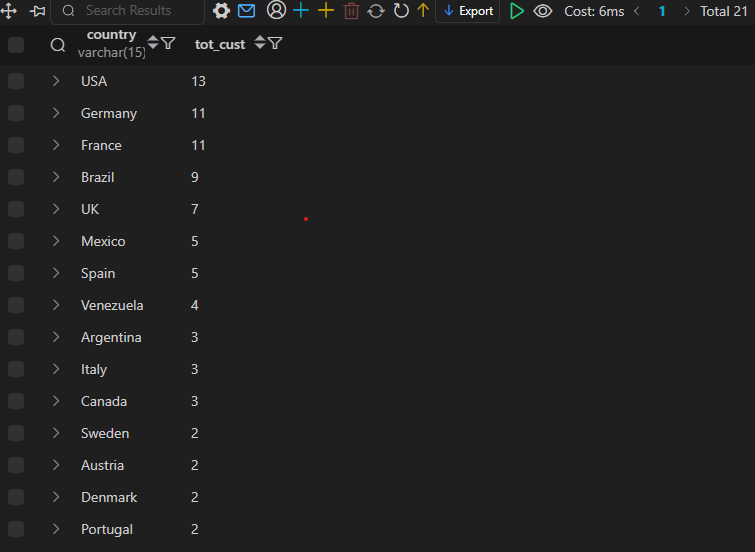 Search Results Export Cost: 6ms 1 Total 21
country tot_cust
varchar(15)
USA 13
Germany 11
France 11
Brazil 9
UK 7
Mexico 5
Spain 5
Venezuela 4
Argentina 3
Italy 3
Canada 3
Sweden 2
Austria 2
Denmark 2
Portugal 2